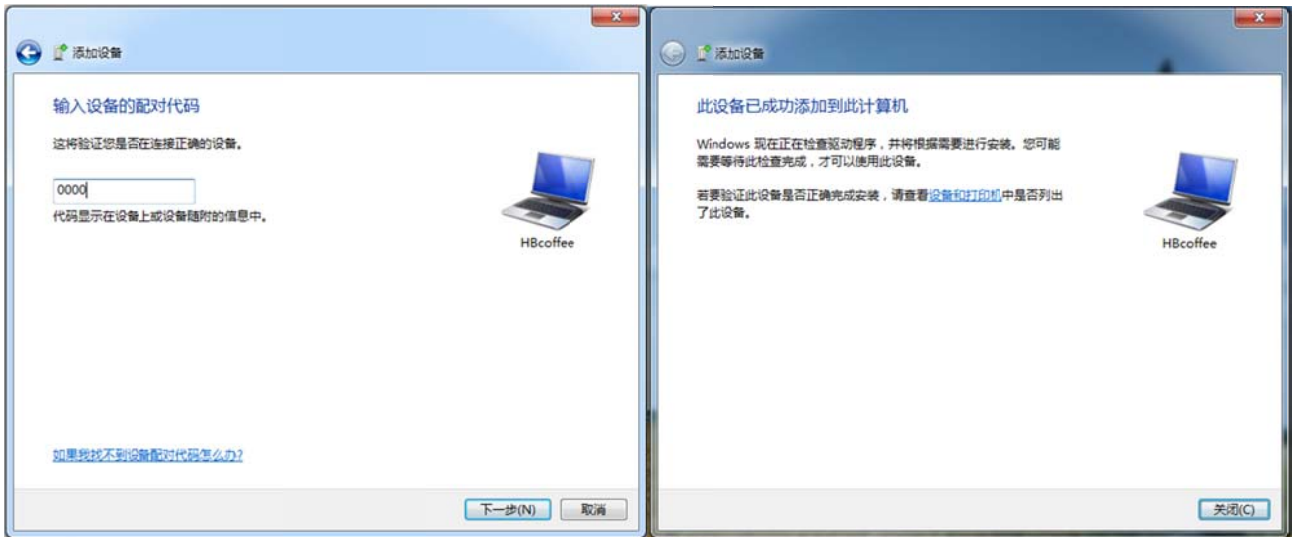 添加设备
输入设备的配对代码
这将验证您是否在连接正确的设备。
0000
代码显示在设备上或设备随附的信息中。
HBcoffee
如果我找不到设备配对代码怎么办?
下一步(N)
取消
添加设备
此设备已成功添加到此计算机
Windows 现在正在检查驱动程序，并将根据需要进行安装。您可能
需要等待此检查完成，才可以使用此设备。
若要验证此设备是否正确完成安装，请查看设备和打印机中是否列出
了此设备。
HBcoffee
关闭(C)